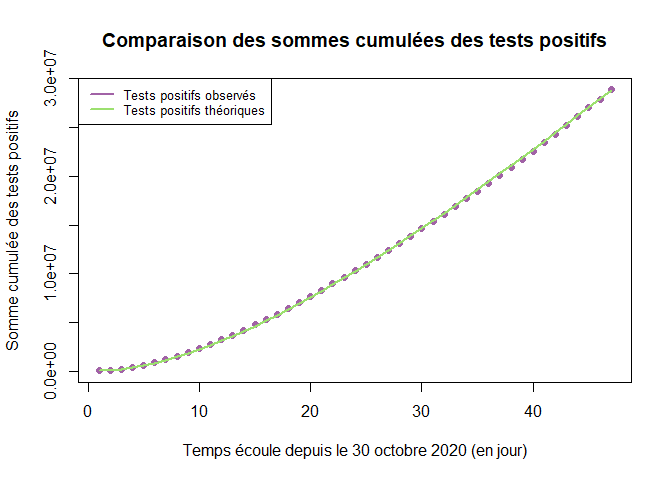 Comparaison des sommes cumulées des tests positifs
Tests positifs observés
Tests positifs théoriques
Somme cumulée des tests positifs
3.0e+07
2.0e+07
1.0e+07
0.0e+00
0 10 20 30 40
Temps écoule depuis le 30 octobre 2020 (en jour)